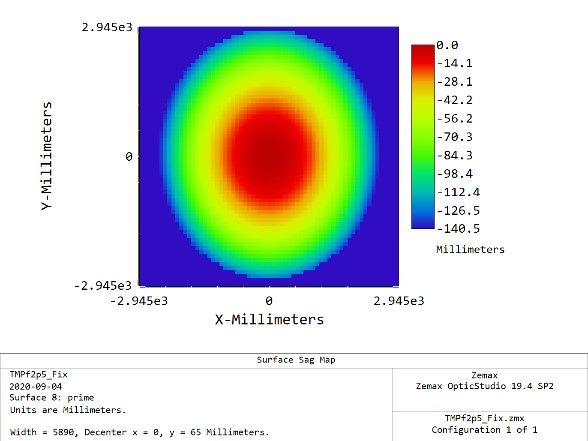 2.945e3
0
-2.945e3
Y-Millimeters
-2.945e3
0
2.945e3
X-Millimeters
0.0
-14.1
-28.1
-42.2
-56.2
-70.3
-84.3
-98.4
-112.4
-126.5
-140.5
Millimeters
Surface Sag Map
TMPf2p5_Fix
2020-09-04
Surface 8: prime
Units are Millimeters.
Width = 5890, Decenter x = 0, y = 65 Millimeters.
Zemax
Zemax OpticStudio 19.4 SP2
TMPf2p5_Fix.zmx
Configuration 1 of 1